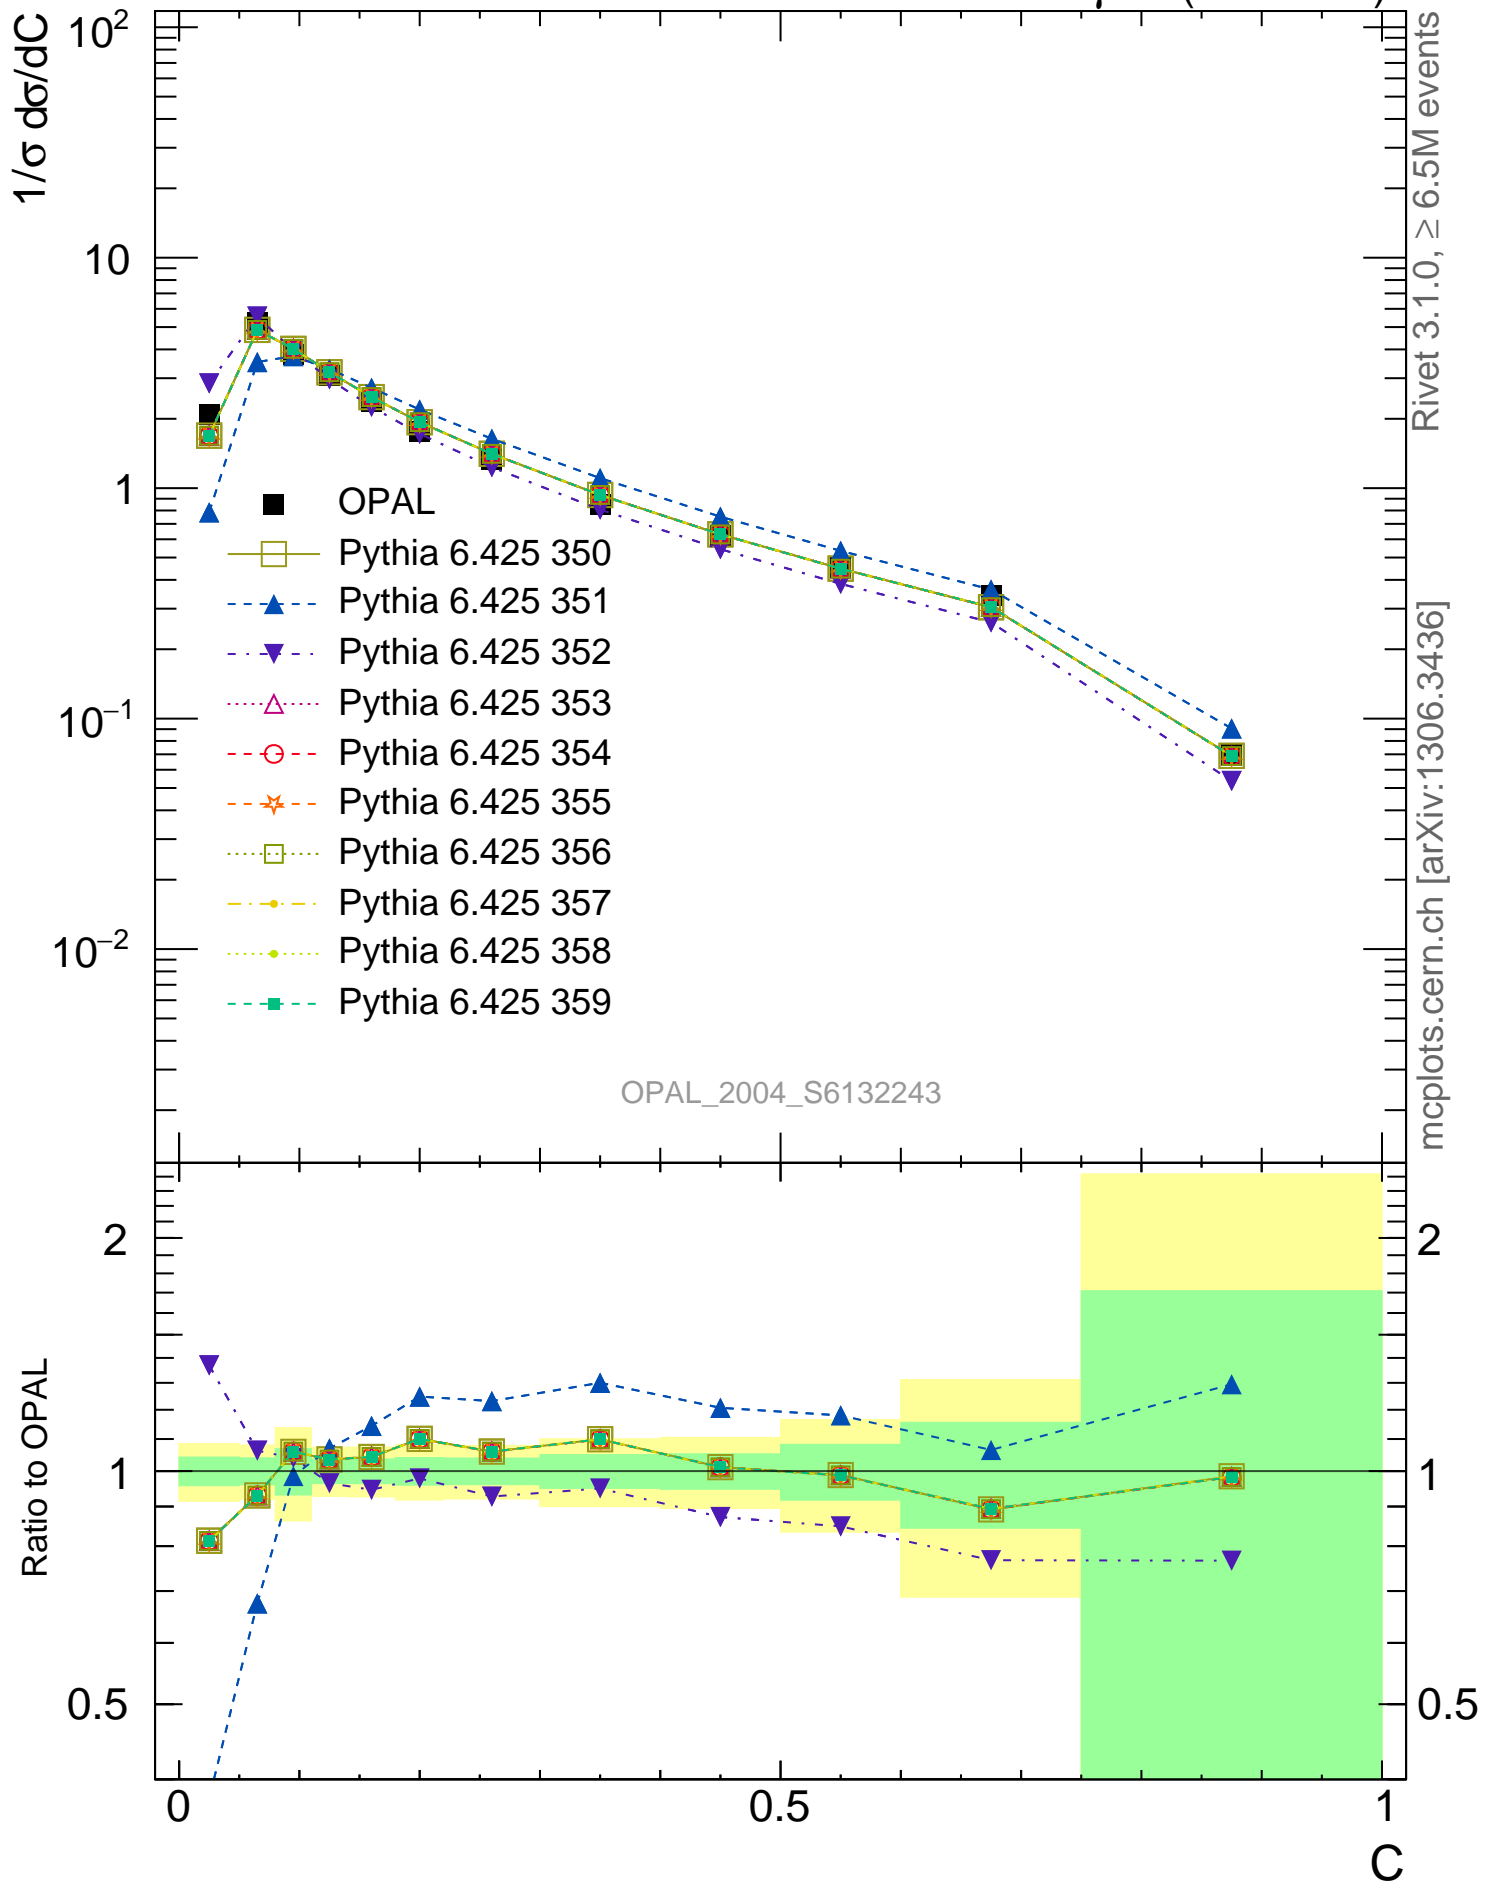 1/σ dσ/dC
10²
10
1
10⁻¹
10⁻²
OPAL
Pythia 6.425 350
Pythia 6.425 351
Pythia 6.425 352
Pythia 6.425 353
Pythia 6.425 354
Pythia 6.425 355
Pythia 6.425 356
Pythia 6.425 357
Pythia 6.425 358
Pythia 6.425 359
OPAL_2004_S6132243
Rivet 3.1.0, ≥ 6.5M events
mcplots.cern.ch [arXiv:1306.3436]
Ratio to OPAL
2
1
0.5
2
1
0.5
0
0.5
1
C